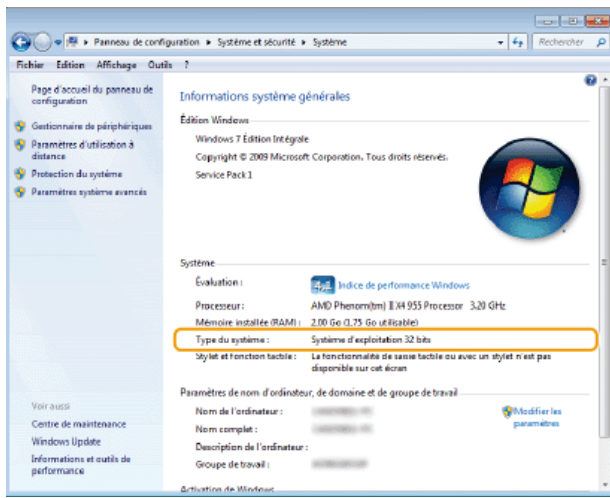 Panneau de configuration ▸ Système et sécurité ▸ Système
Rechercher
Fichier Edition Affichage Outils ?
Page d'accueil du panneau de
configuration
Gestionnaire de périphériques
Paramètres d'utilisation à
distance
Protection du système
Paramètres système avancés
Voir aussi
Centre de maintenance
Windows Update
Informations et outils de
performance
Informations système générales
Édition Windows
Windows 7 Édition Intégrale
Copyright © 2009 Microsoft Corporation. Tous droits réservés.
Service Pack 1
Système
Évaluation :
4,1 Indice de performance Windows
Processeur : AMD Phenom(tm) II X4 955 Processor 3.20 GHz
Mémoire installée (RAM) : 2,00 Go (1,75 Go utilisable)
Type du système : Système d'exploitation 32 bits
Stylet et fonction tactile : La fonctionnalité de saisie tactile ou avec un stylet n'est pas
disponible sur cet écran
Paramètres de nom d'ordinateur, de domaine et de groupe de travail
Nom de l'ordinateur :
Modifier les
paramètres
Nom complet :
Description de l'ordinateur :
Groupe de travail :
Activation de Windows